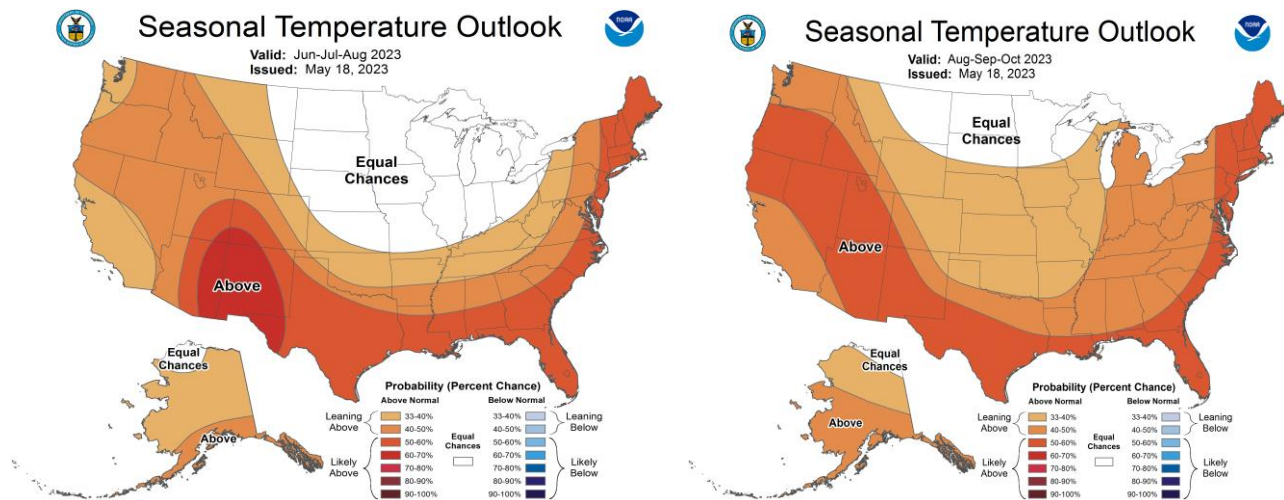 Seasonal Temperature Outlook
Valid: Jun-Jul-Aug 2023
Issued: May 18, 2023
NOAA
Equal
Chances
Above
Equal
Chances
Above
Probability (Percent Chance)
Above Normal Below Normal
Leaning
Above
33-40% 33-40%
40-50% 40-50%
Leaning
Below
Likely
Above
50-60% 50-60%
60-70% 60-70%
70-80% 70-80%
80-90% 80-90%
90-100% 90-100%
Likely
Below
Equal
Chances
Seasonal Temperature Outlook
Valid: Aug-Sep-Oct 2023
Issued: May 18, 2023
NOAA
Equal
Chances
Above
Equal
Chances
Above
Probability (Percent Chance)
Above Normal Below Normal
Leaning
Above
33-40% 33-40%
40-50% 40-50%
Leaning
Below
Likely
Above
50-60% 50-60%
60-70% 60-70%
70-80% 70-80%
80-90% 80-90%
90-100% 90-100%
Likely
Below
Equal
Chances